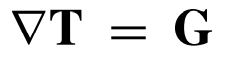 ∇T = G